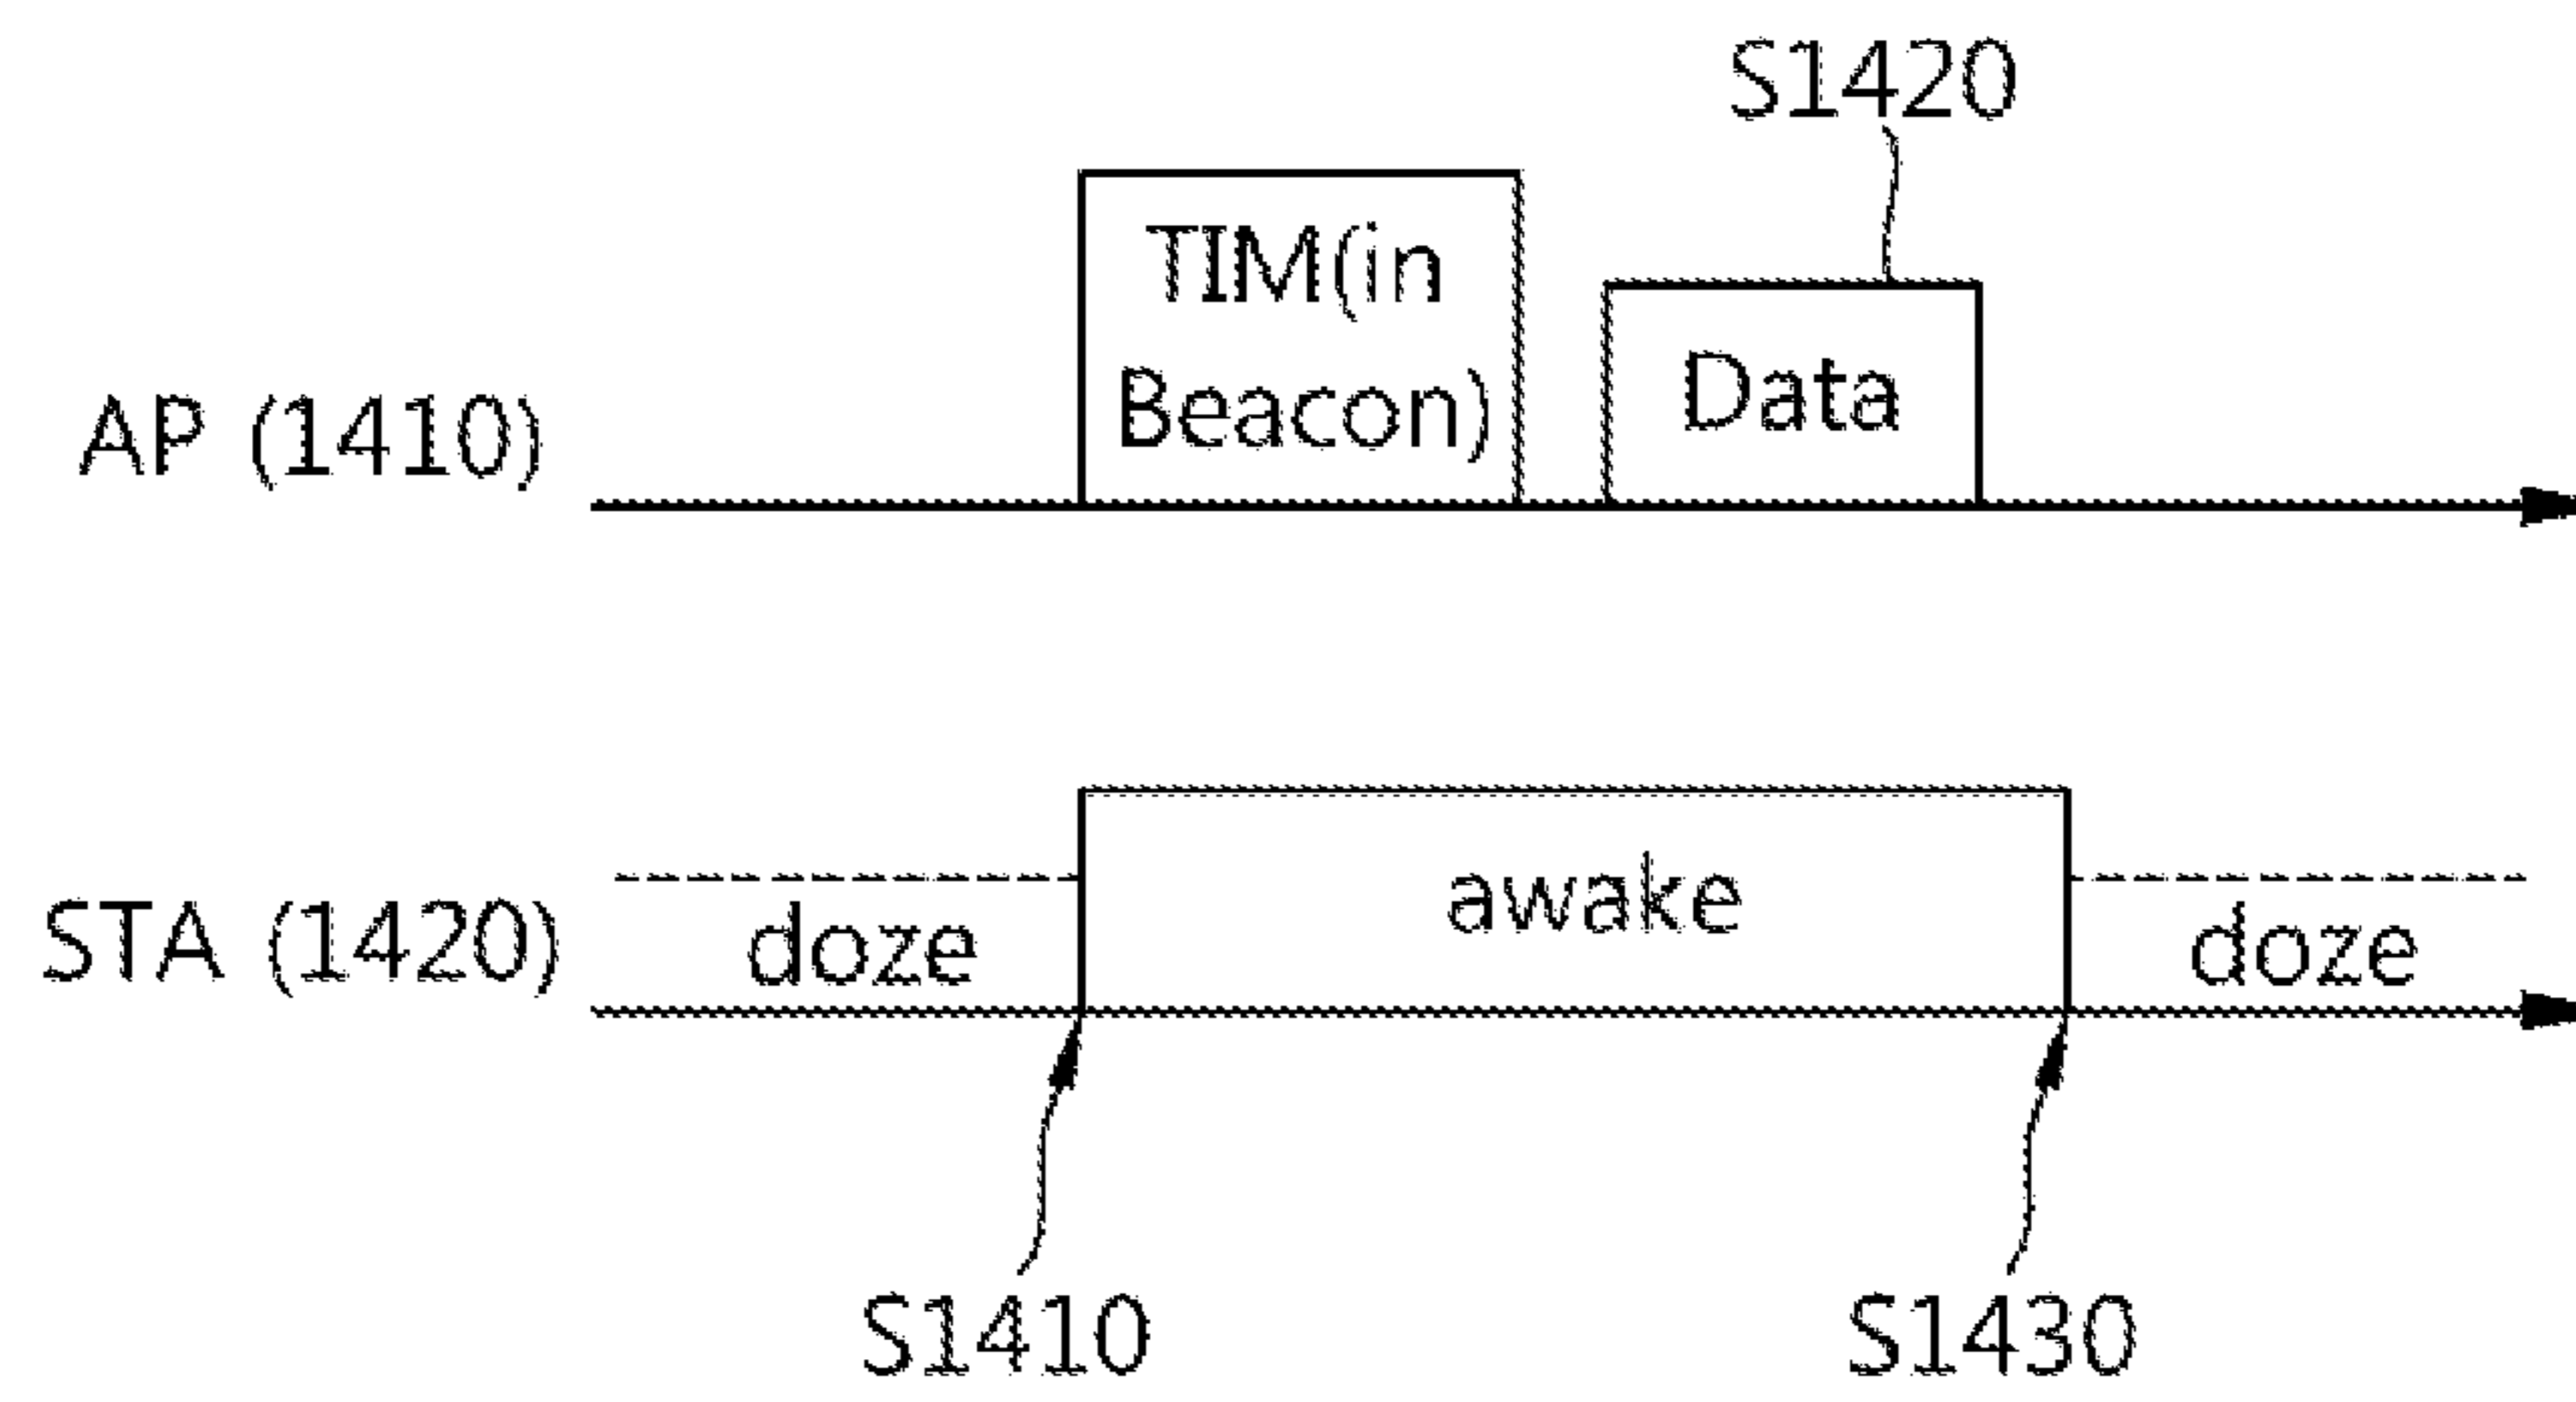 S1420
TIM(in
Beacon)
Data
AP (1410)
awake
STA (1420)
doze
doze
S1410
S1430